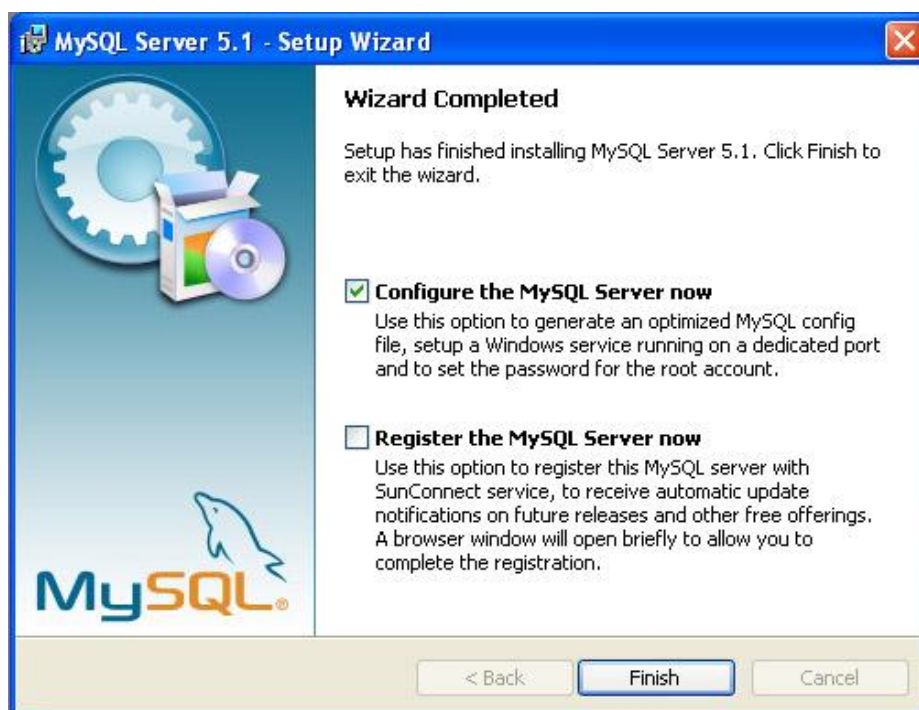 MySQL Server 5.1 - Setup Wizard
Wizard Completed
Setup has finished installing MySQL Server 5.1. Click Finish to
exit the wizard.
Configure the MySQL Server now
Use this option to generate an optimized MySQL config
file, setup a Windows service running on a dedicated port
and to set the password for the root account.
Register the MySQL Server now
Use this option to register this MySQL server with
SunConnect service, to receive automatic update
notifications on future releases and other free offerings.
A browser window will open briefly to allow you to
complete the registration.
MySQL®
< Back
Finish
Cancel